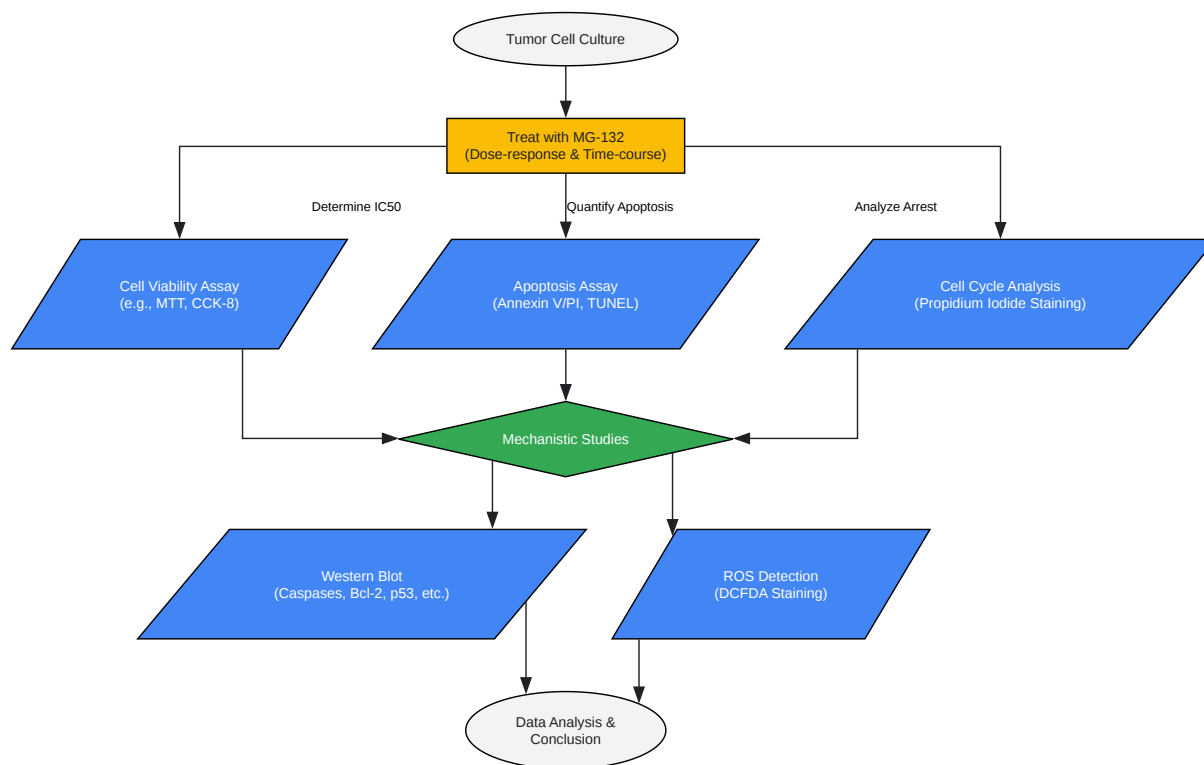 Tumor Cell Culture
Treat with MG-132
(Dose-response & Time-course)
Determine IC50
Quantify Apoptosis
Analyze Arrest
Cell Viability Assay
(e.g., MTT, CCK-8)
Apoptosis Assay
(Annexin V/PI, TUNEL)
Cell Cycle Analysis
(Propidium Iodide Staining)
Mechanistic Studies
Western Blot
(Caspases, Bcl-2, p53, etc.)
ROS Detection
(DCFDA Staining)
Data Analysis &
Conclusion